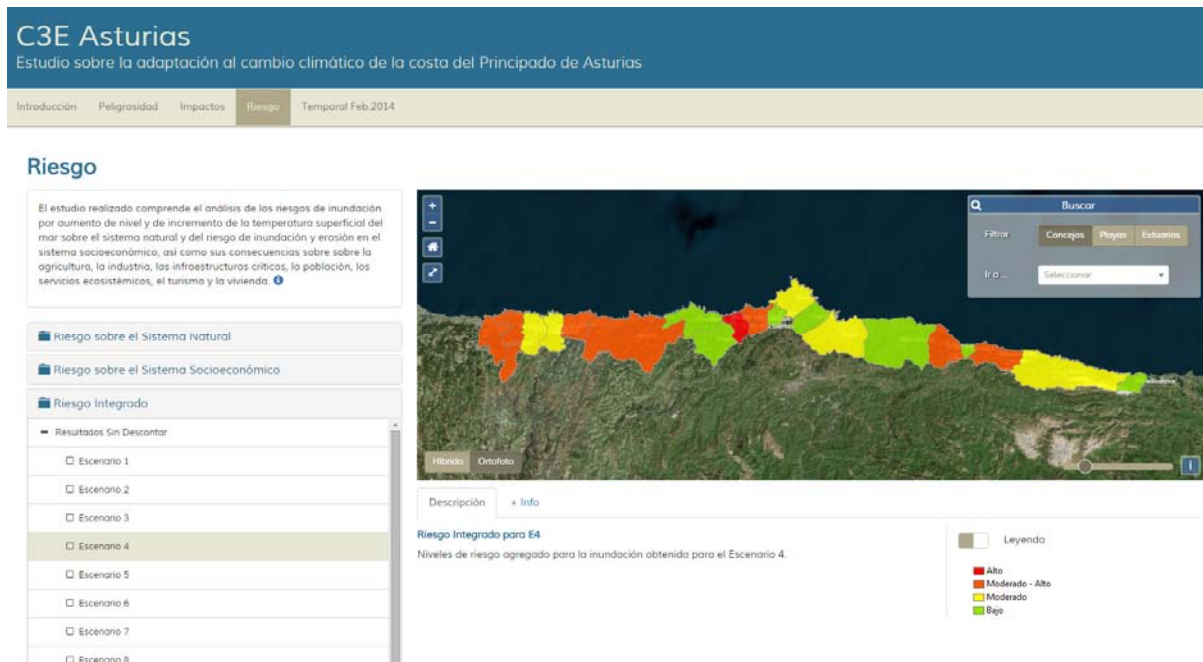 C3E Asturias
Estudio sobre la adaptación al cambio climático de la costa del Principado de Asturias
Introducción Peligrosidad Impactos Riesgo Temporal Feb.2014
Riesgo
El estudio realizado comprende el análisis de los riesgos de inundación
por aumento de nivel y de incremento de la temperatura superficial del
mar sobre el sistema natural y del riesgo de inundación y erosión en el
sistema socioeconómico, así como sus consecuencias sobre sobre la
agricultura, la industria, las infraestructuras críticas, la población, los
servicios ecosistémicos, el turismo y la vivienda.
Riesgo sobre el Sistema Natural
Riesgo sobre el Sistema Socioeconómico
Riesgo Integrado
Resultados Sin Descontar
Escenario 1
Escenario 2
Escenario 3
Escenario 4
Escenario 5
Escenario 6
Escenario 7
Escenario 8
+
-
Buscar
Filtrar Concejos Playas Estuarios
Ir a ... Seleccionar
Híbrido Ortofoto
i
Descripción + Info
Riesgo Integrado para E4
Niveles de riesgo agregado para la inundación obtenida para el Escenario 4.
Leyenda
Alto
Moderado - Alto
Moderado
Bajo